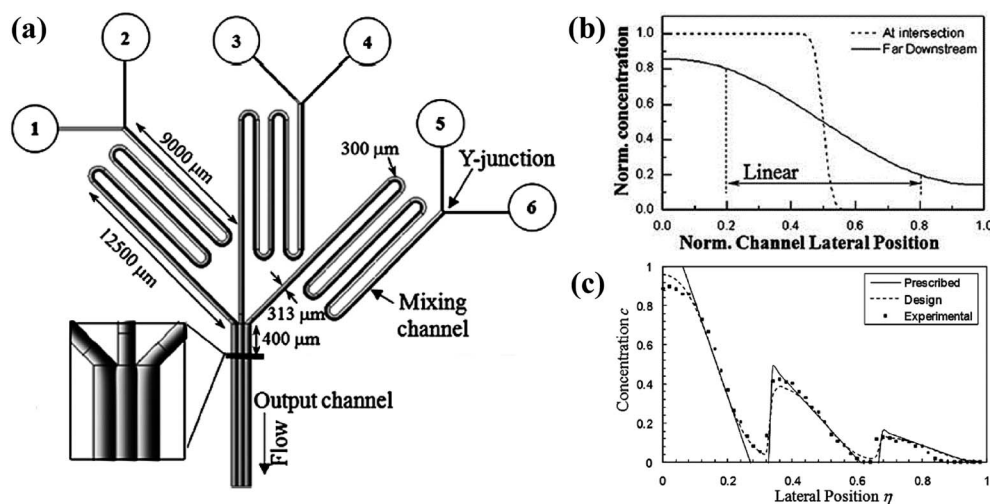 (a)
1
2
3
4
5
6
9000 μm
12500μm
300 μm
Y-junction
Mixing channel
313 μm
400 μm
Output channel
Flow
(b)
At intersection
Far Downstream
Norm. concentration
1.0
0.8
0.6
0.4
0.2
0.0
Linear
0.0 0.2 0.4 0.6 0.8 1.0
Norm. Channel Lateral Position
(c)
Prescribed
Design
Experimental
Concentration c
1
0.8
0.6
0.4
0.2
0
0 0.2 0.4 0.6 0.8 1
Lateral Position η